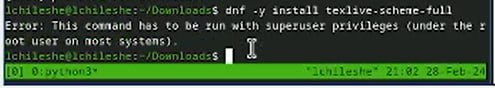 lchileshe@lchileshe:~/Downloads$ dnf -y install texlive-scheme-full
Error: This command has to be run with superuser privileges (under the r
oot user on most systems).
lchileshe@lchileshe:~/Downloads$
[0] 0:python3* "lchileshe" 21:02 28-Feb-24